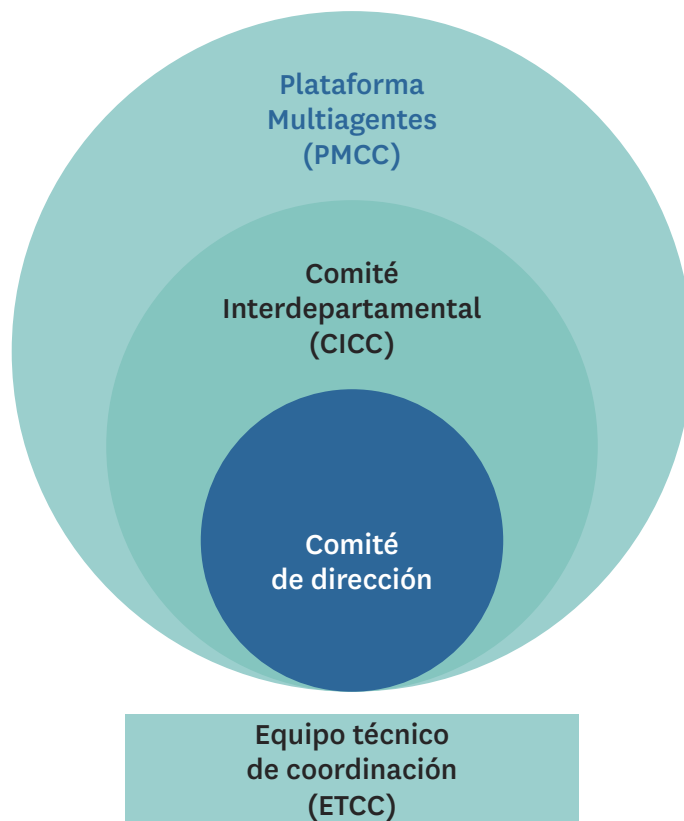 Plataforma
Multiagentes
(PMCC)
Comité
Interdepartamental
(CICC)
Comité
de dirección
Equipo técnico
de coordinación
(ETCC)